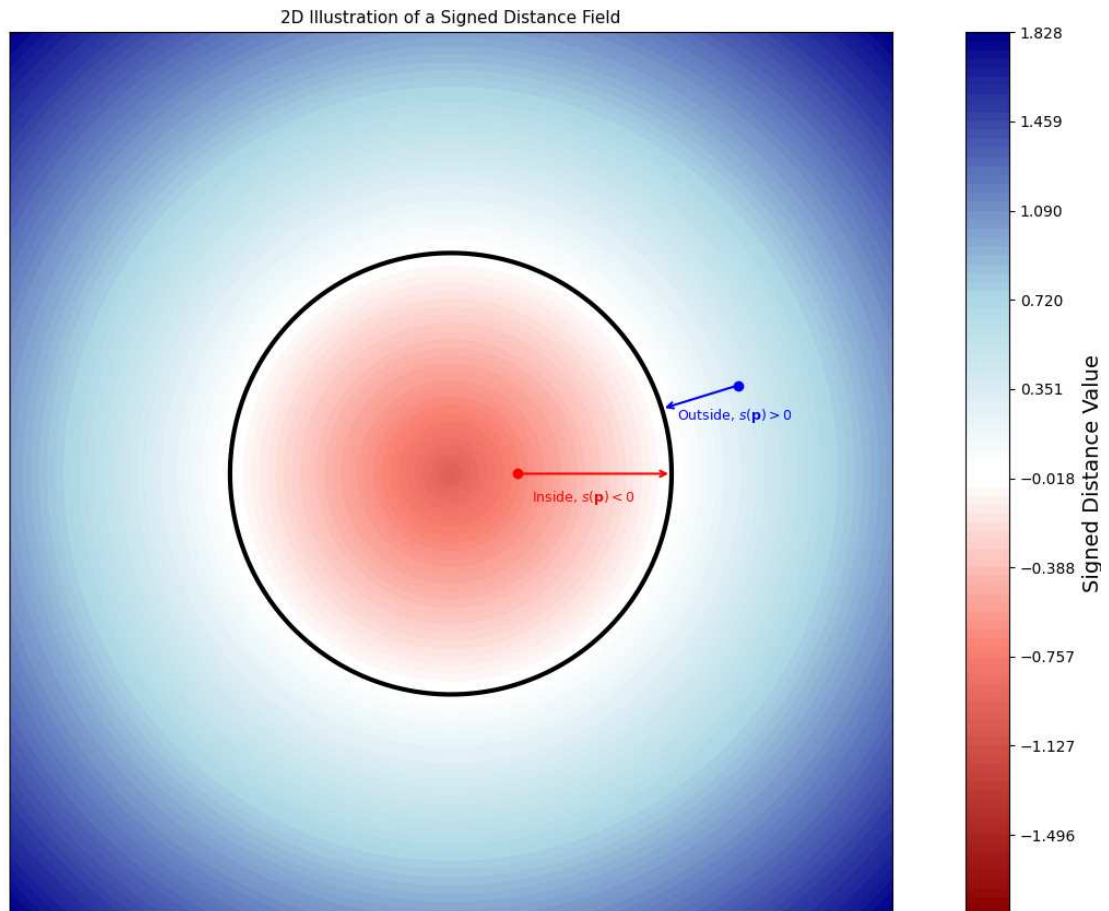 2D Illustration of a Signed Distance Field
1.828
1.459
1.090
0.720
0.351
−0.018
−0.388
−0.757
−1.127
−1.496
Signed Distance Value
Outside, s(p) > 0
Inside, s(p) < 0